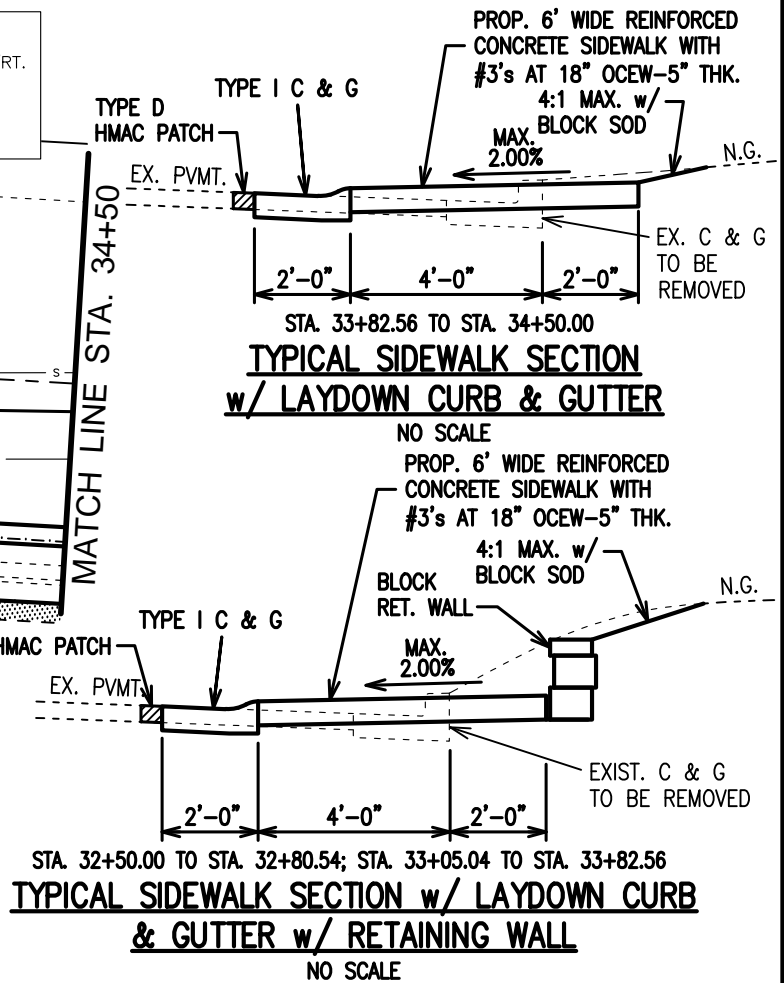 RT.
PROP. 6' WIDE REINFORCED
CONCRETE SIDEWALK WITH
#3's AT 18" OCEW-5" THK.
4:1 MAX. w/
BLOCK SOD
TYPE I C & G
TYPE D
HMAC PATCH
MAX.
2.00%
N.G.
EX. PVMT.
EX. C & G
TO BE
REMOVED
2'-0"
4'-0"
2'-0"
STA. 33+82.56 TO STA. 34+50.00
TYPICAL SIDEWALK SECTION
w/ LAYDOWN CURB & GUTTER
NO SCALE
MATCH LINE STA. 34+50
S
PROP. 6' WIDE REINFORCED
CONCRETE SIDEWALK WITH
#3's AT 18" OCEW-5" THK.
4:1 MAX. w/
BLOCK SOD
BLOCK
RET. WALL
N.G.
TYPE I C & G
HMAC PATCH
MAX.
2.00%
EX. PVMT.
EXIST. C & G
TO BE REMOVED
2'-0"
4'-0"
2'-0"
STA. 32+50.00 TO STA. 32+80.54; STA. 33+05.04 TO STA. 33+82.56
TYPICAL SIDEWALK SECTION w/ LAYDOWN CURB
& GUTTER w/ RETAINING WALL
NO SCALE